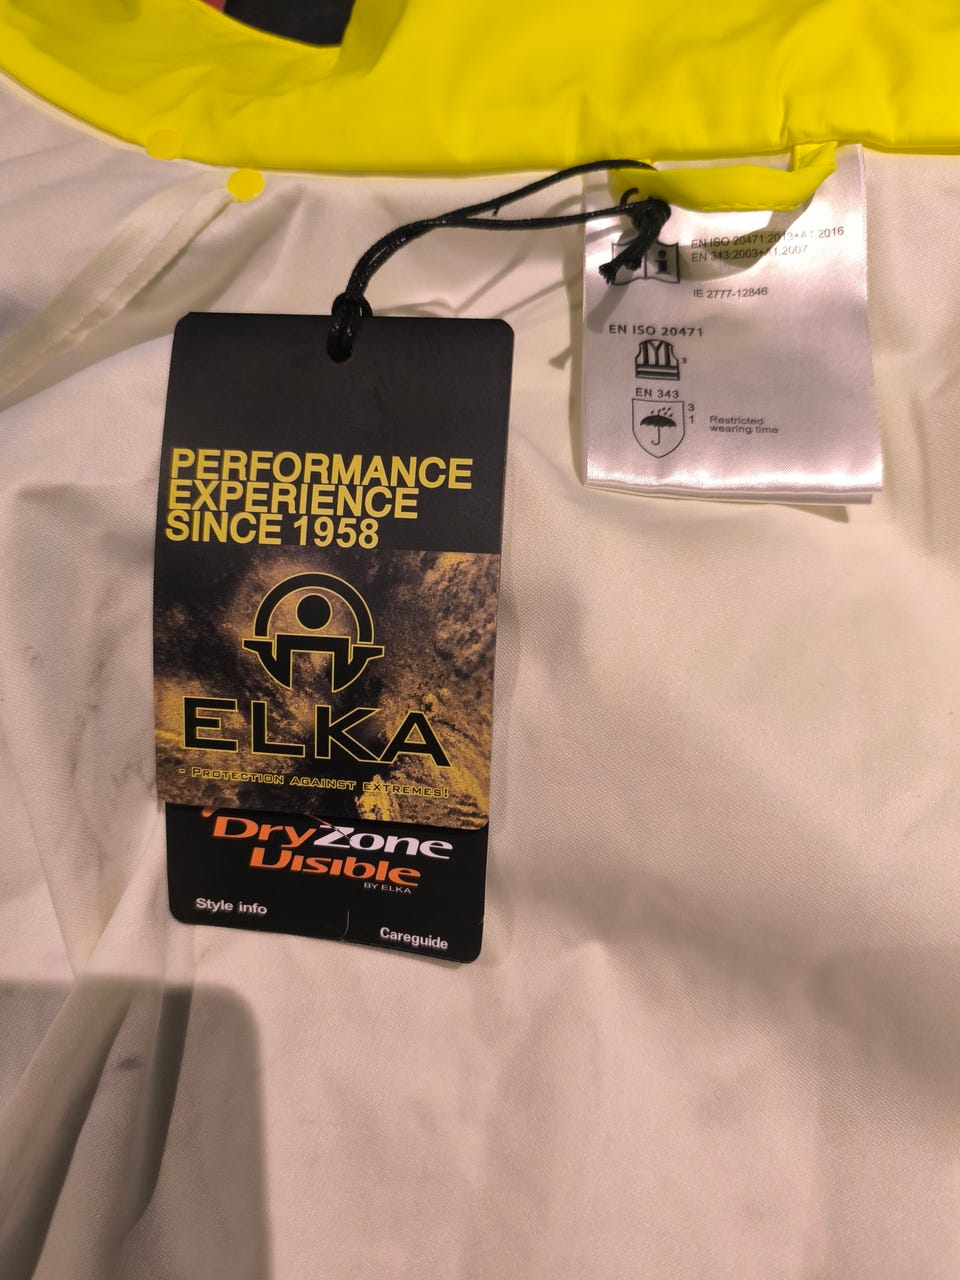 PERFORMANCE
EXPERIENCE
SINCE 1958
ELKA
- PROTECTION AGAINST EXTREMES!
DryZone
Visible
BY ELKA
Style info
Careguide
i
EN ISO 20471:2013+A1:2016
EN 343:2003+A1:2007
IE 2777-12846
EN ISO 20471
3
EN 343
3
1
Restricted
wearing time